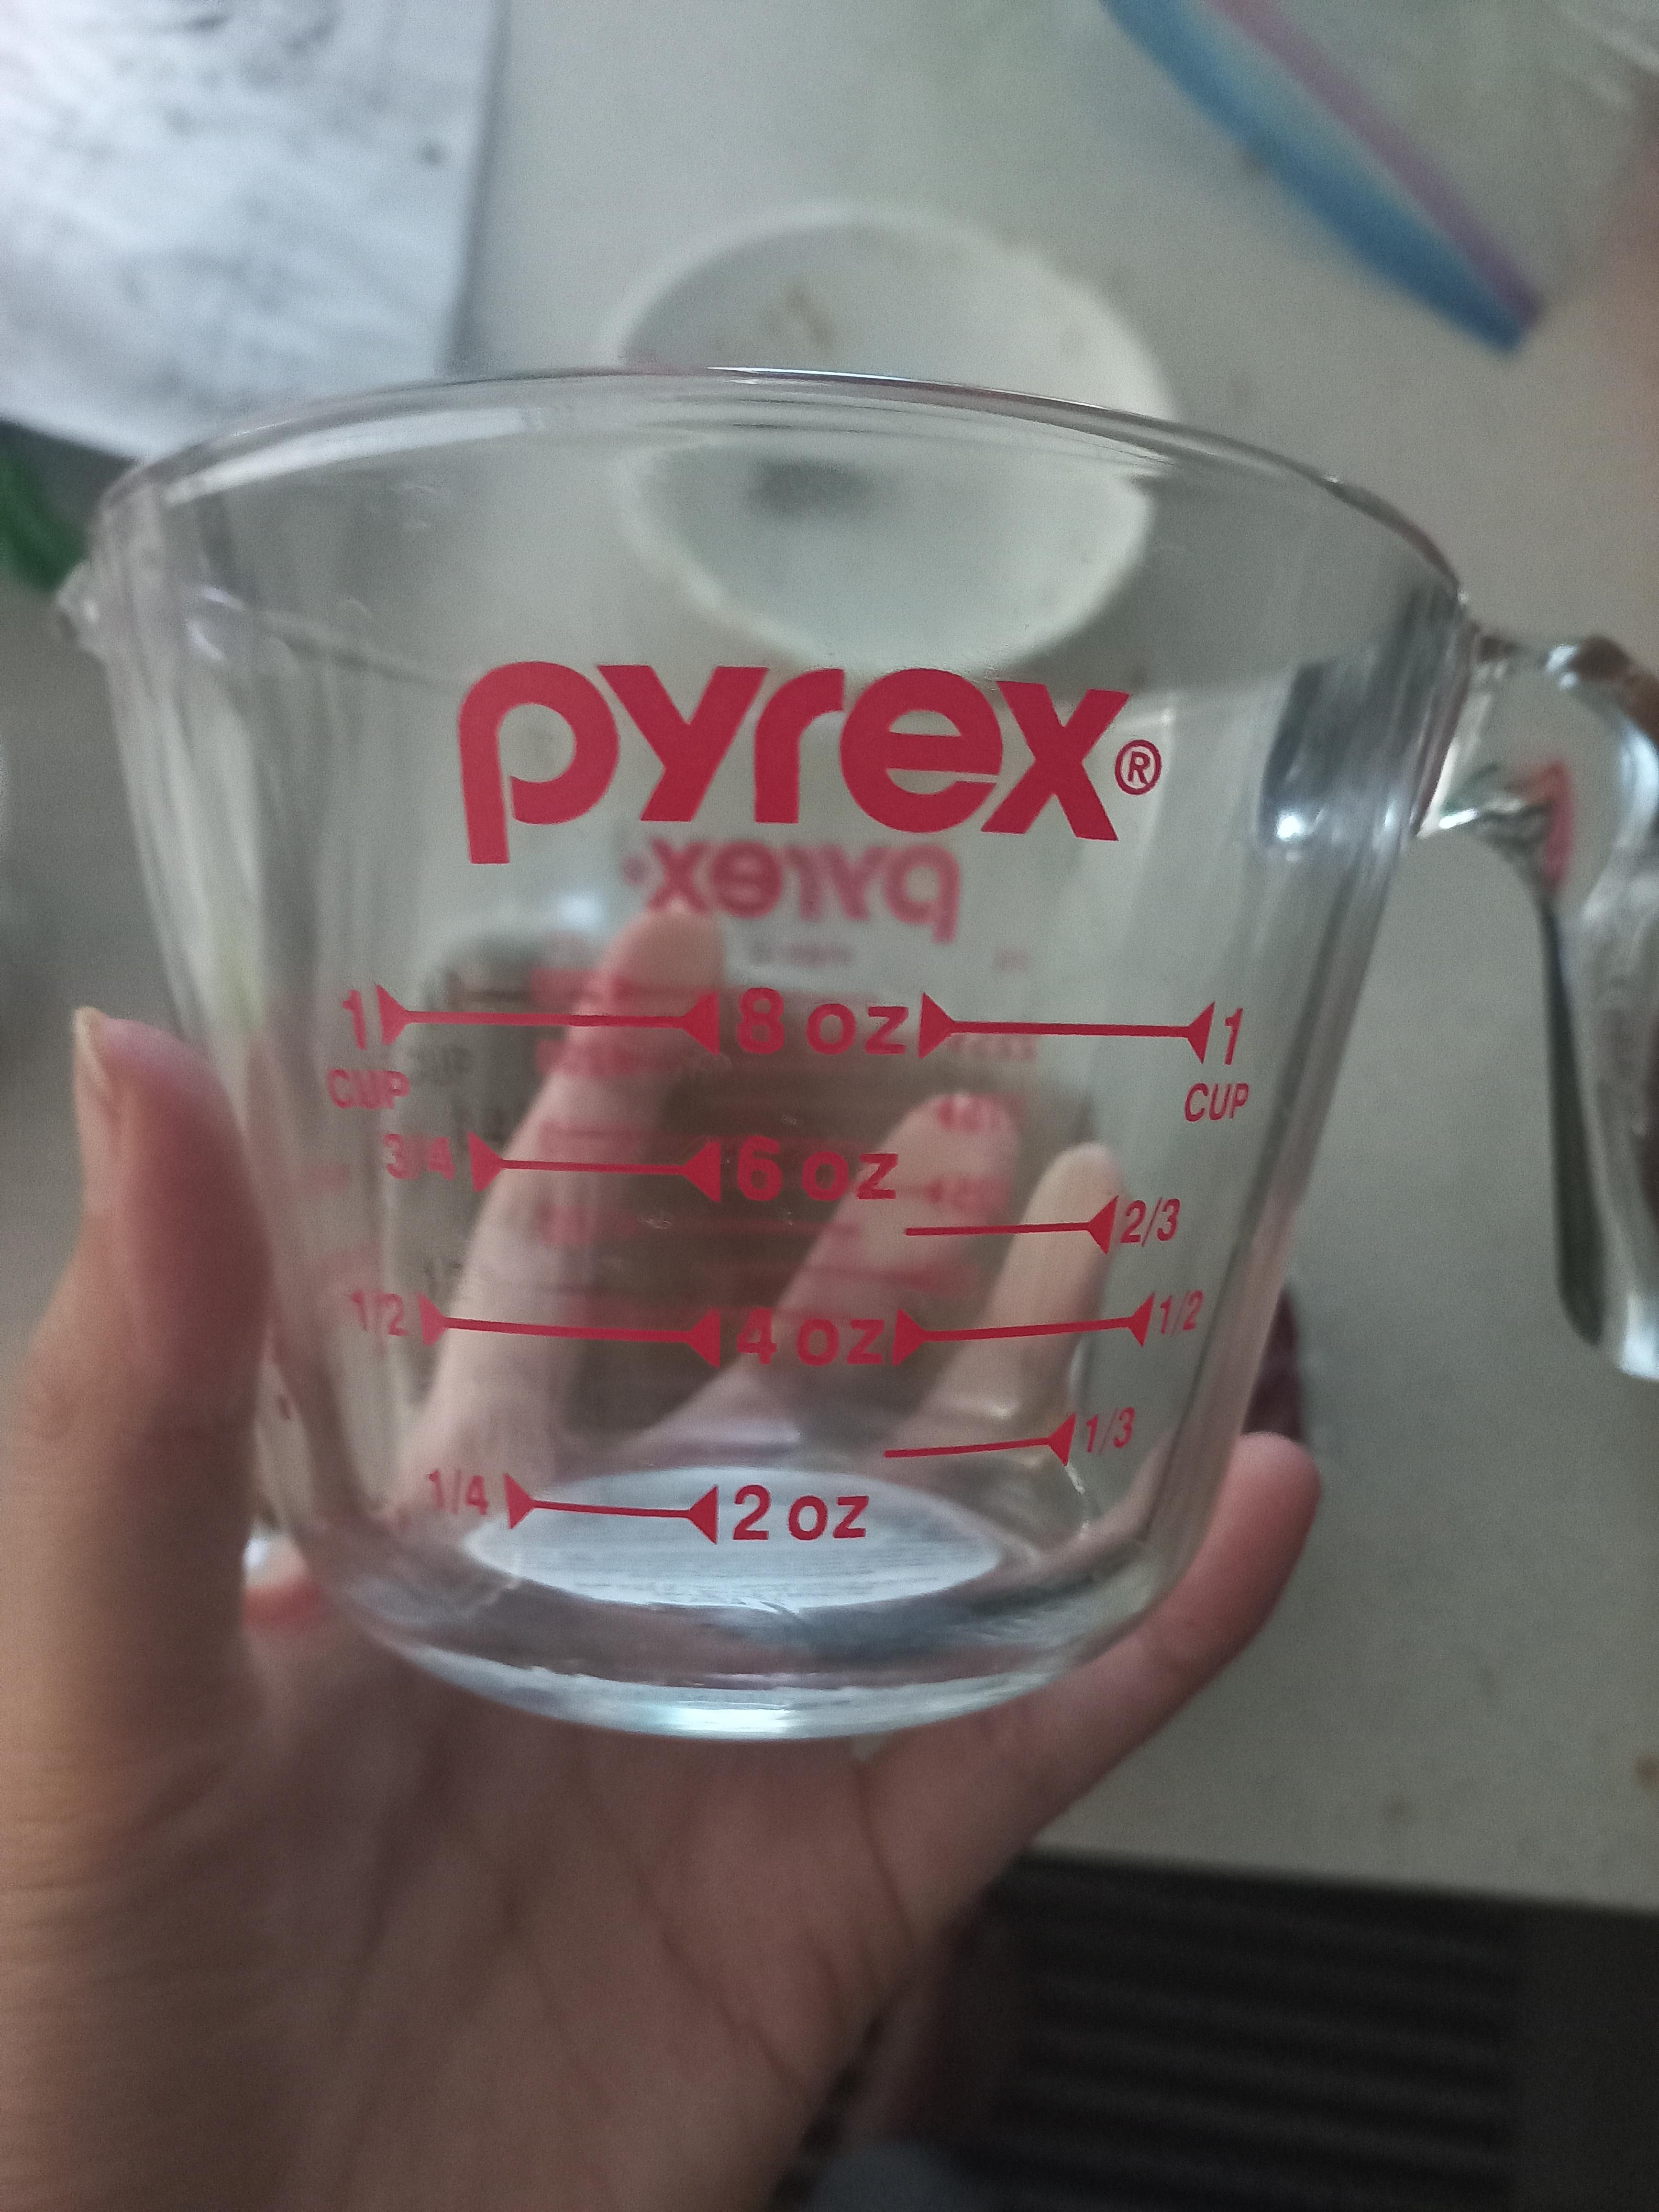 pyrex®
1 8 oz 1
CUP CUP
3/4 6 oz
2/3
1/2 4 oz 1/2
1/3
1/4 2 oz